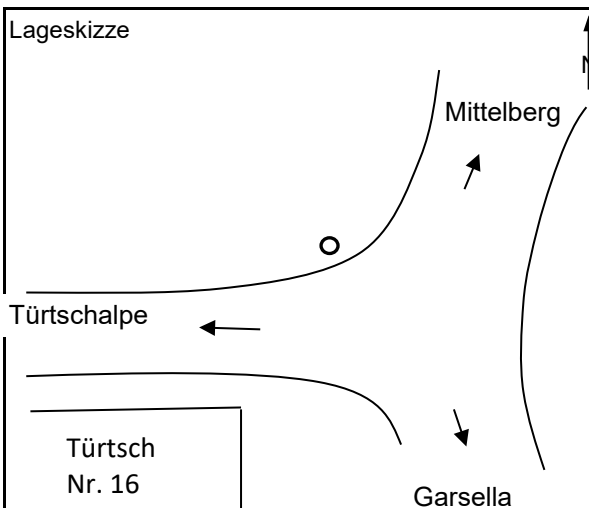 Lageskizze
Mittelberg
Türtschalpe
Türtsch
Nr. 16
Garsella